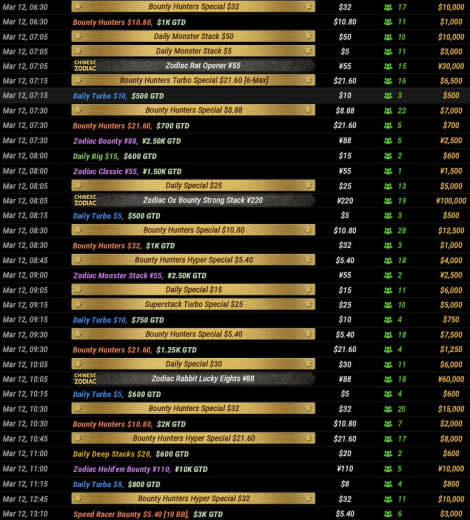 Mar 12, 06:30 Bounty Hunters Special $32 $32 17 $10,000
Mar 12, 06:30 Bounty Hunters $10.80, $1K GTD $10.80 11 $1,000
Mar 12, 07:05 Daily Monster Stack $50 $50 10 $10,000
Mar 12, 07:05 Daily Monster Stack $5 $5 11 $3,000
Mar 12, 07:05 CHINESE ZODIAC Zodiac Rat Opener ¥55 ¥55 15 ¥30,000
Mar 12, 07:15 Bounty Hunters Turbo Special $21.60 [6-Max] $21.60 16 $6,500
Mar 12, 07:15 Daily Turbo $10, $500 GTD $10 3 $500
Mar 12, 07:30 Bounty Hunters Special $8.88 $8.88 22 $7,000
Mar 12, 07:30 Bounty Hunters $21.60, $700 GTD $21.60 5 $700
Mar 12, 07:30 Zodiac Bounty ¥88, ¥2.50K GTD ¥88 5 ¥2,500
Mar 12, 08:00 Daily Big $15, $600 GTD $15 2 $600
Mar 12, 08:00 Zodiac Classic ¥55, ¥1.50K GTD ¥55 1 ¥1,500
Mar 12, 08:05 Daily Special $25 $25 13 $5,000
Mar 12, 08:05 CHINESE ZODIAC Zodiac Ox Bounty Strong Stack ¥220 ¥220 19 ¥100,000
Mar 12, 08:15 Daily Turbo $5, $500 GTD $5 3 $500
Mar 12, 08:30 Bounty Hunters Special $10.80 $10.80 28 $12,500
Mar 12, 08:30 Bounty Hunters $32, $1K GTD $32 3 $1,000
Mar 12, 08:45 Bounty Hunters Hyper Special $5.40 $5.40 18 $4,000
Mar 12, 09:00 Zodiac Monster Stack ¥55, ¥2.50K GTD ¥55 2 ¥2,500
Mar 12, 09:05 Daily Special $15 $15 11 $6,000
Mar 12, 09:15 Superstack Turbo Special $25 $25 10 $5,000
Mar 12, 09:15 Daily Turbo $10, $750 GTD $10 4 $750
Mar 12, 09:30 Bounty Hunters Special $5.40 $5.40 18 $7,500
Mar 12, 09:30 Bounty Hunters $21.60, $1.25K GTD $21.60 4 $1,250
Mar 12, 10:05 Daily Special $30 $30 11 $6,000
Mar 12, 10:05 CHINESE ZODIAC Zodiac Rabbit Lucky Eights ¥88 ¥88 18 ¥60,000
Mar 12, 10:15 Daily Turbo $5, $600 GTD $5 4 $600
Mar 12, 10:30 Bounty Hunters Special $32 $32 20 $15,000
Mar 12, 10:30 Bounty Hunters $10.80, $2K GTD $10.80 7 $2,000
Mar 12, 10:45 Bounty Hunters Hyper Special $21.60 $21.60 17 $8,000
Mar 12, 11:00 Daily Deep Stacks $20, $600 GTD $20 2 $600
Mar 12, 11:00 Zodiac Hold'em Bounty ¥110, ¥10K GTD ¥110 5 ¥10,000
Mar 12, 11:15 Daily Turbo $8, $800 GTD $8 4 $800
Mar 12, 12:45 Bounty Hunters Hyper Special $32 $32 11 $10,000
Mar 12, 13:10 Speed Racer Bounty $5.40 [10 BB], $3K GTD $5.40 6 $3,000